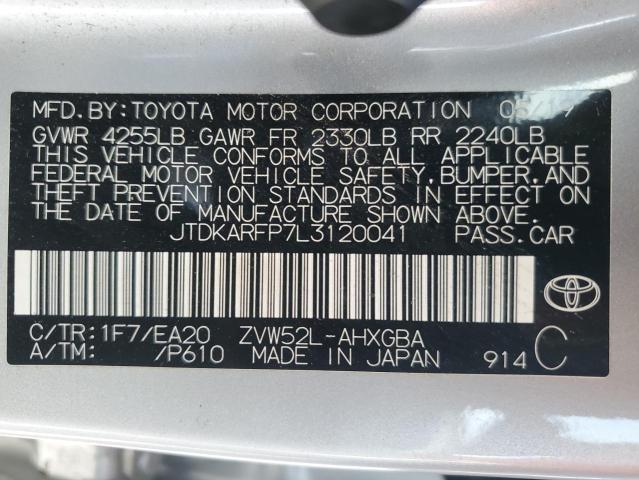 MFD.BY:TOYOTA MOTOR CORPORATION 05/19
GVWR 4255LB GAWR FR 2330LB RR 2240LB
THIS VEHICLE CONFORMS TO ALL APPLICABLE
FEDERAL MOTOR VEHICLE SAFETY,BUMPER,AND
THEFT PREVENTION STANDARDS IN EFFECT ON
THE DATE OF MANUFACTURE SHOWN ABOVE.
JTDKARFP7L3120041 PASS.CAR
C/TR:1F7/EA20 ZVW52L-AHXGBA
A/TM: /P610 MADE IN JAPAN 914 C